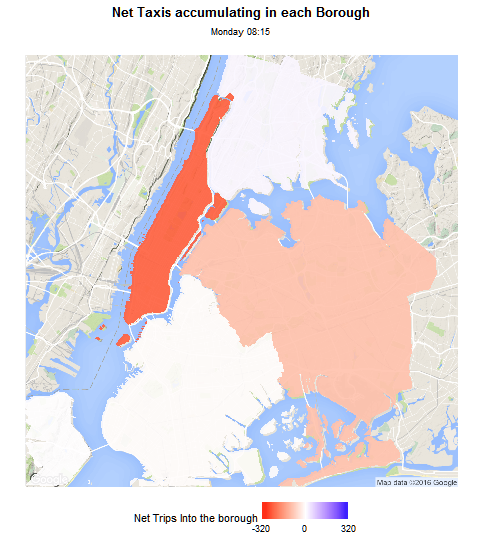 Net Taxis accumulating in each Borough
Monday 08:15
Map data ©2016 Google
Net Trips Into the borough
-320 0 320